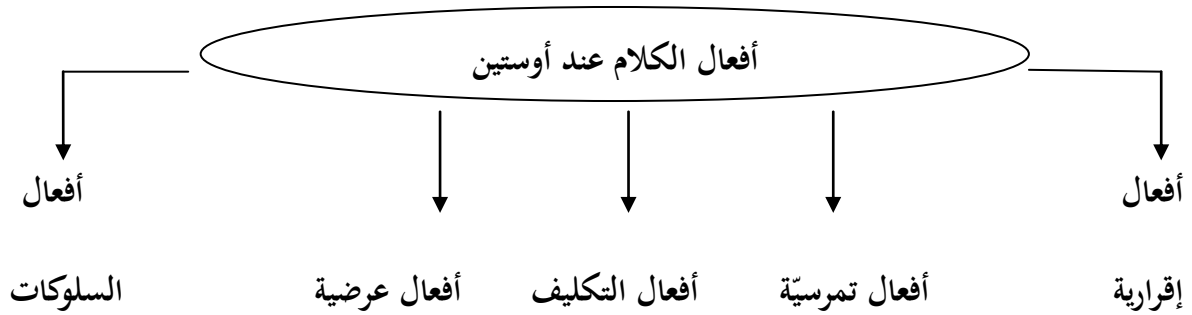 أفعال الكلام عند أوستين
أفعال
إقرارية
أفعال تمرسيّة
أفعال التكليف
أفعال عرضية
أفعال
السلوكات